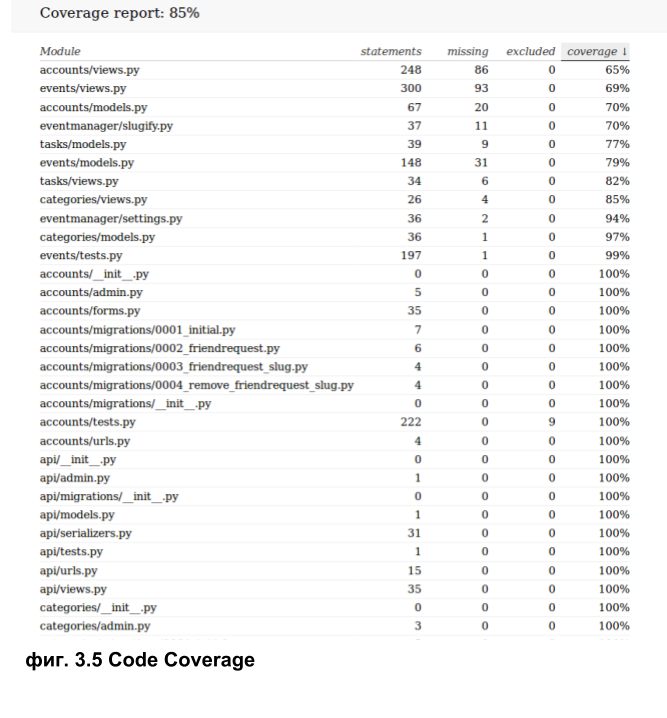 Coverage report: 85%
Module statements missing excluded coverage ↓
accounts/views.py 248 86 0 65%
events/views.py 300 93 0 69%
accounts/models.py 67 20 0 70%
eventmanager/slugify.py 37 11 0 70%
tasks/models.py 39 9 0 77%
events/models.py 148 31 0 79%
tasks/views.py 34 6 0 82%
categories/views.py 26 4 0 85%
eventmanager/settings.py 36 2 0 94%
categories/models.py 36 1 0 97%
events/tests.py 197 1 0 99%
accounts/__init__.py 0 0 0 100%
accounts/admin.py 5 0 0 100%
accounts/forms.py 35 0 0 100%
accounts/migrations/0001_initial.py 7 0 0 100%
accounts/migrations/0002_friendrequest.py 6 0 0 100%
accounts/migrations/0003_friendrequest_slug.py 4 0 0 100%
accounts/migrations/0004_remove_friendrequest_slug.py 4 0 0 100%
accounts/migrations/__init__.py 0 0 0 100%
accounts/tests.py 222 0 9 100%
accounts/urls.py 4 0 0 100%
api/__init__.py 0 0 0 100%
api/admin.py 1 0 0 100%
api/migrations/__init__.py 0 0 0 100%
api/models.py 1 0 0 100%
api/serializers.py 31 0 0 100%
api/tests.py 1 0 0 100%
api/urls.py 15 0 0 100%
api/views.py 35 0 0 100%
categories/__init__.py 0 0 0 100%
categories/admin.py 3 0 0 100%
фиг. 3.5 Code Coverage